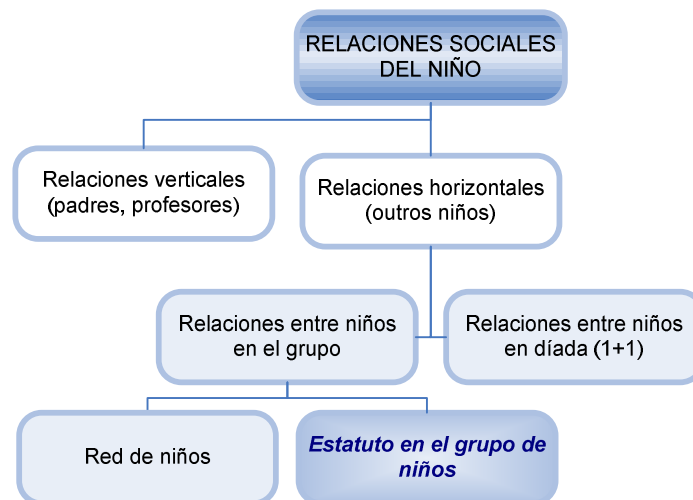 RELACIONES SOCIALES
DEL NIÑO
Relaciones verticales
(padres, profesores)
Relaciones horizontales
(outros niños)
Relaciones entre niños
en el grupo
Relaciones entre niños
en díada (1+1)
Red de niños
Estatuto en el grupo de
niños